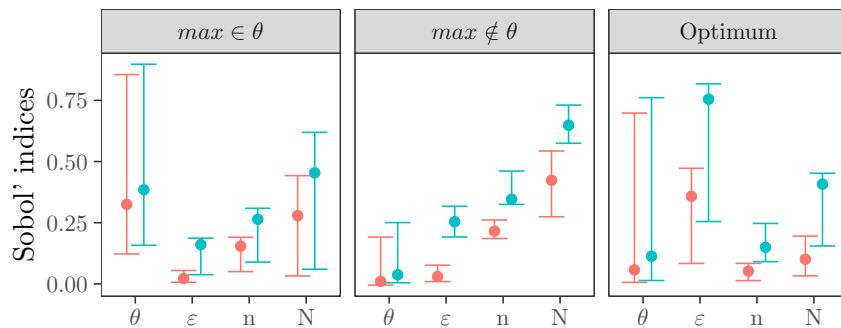 max ∈ θ
max ∉ θ
Optimum
Sobol' indices
0.75
0.50
0.25
0.00
θ ε n N
θ ε n N
θ ε n N